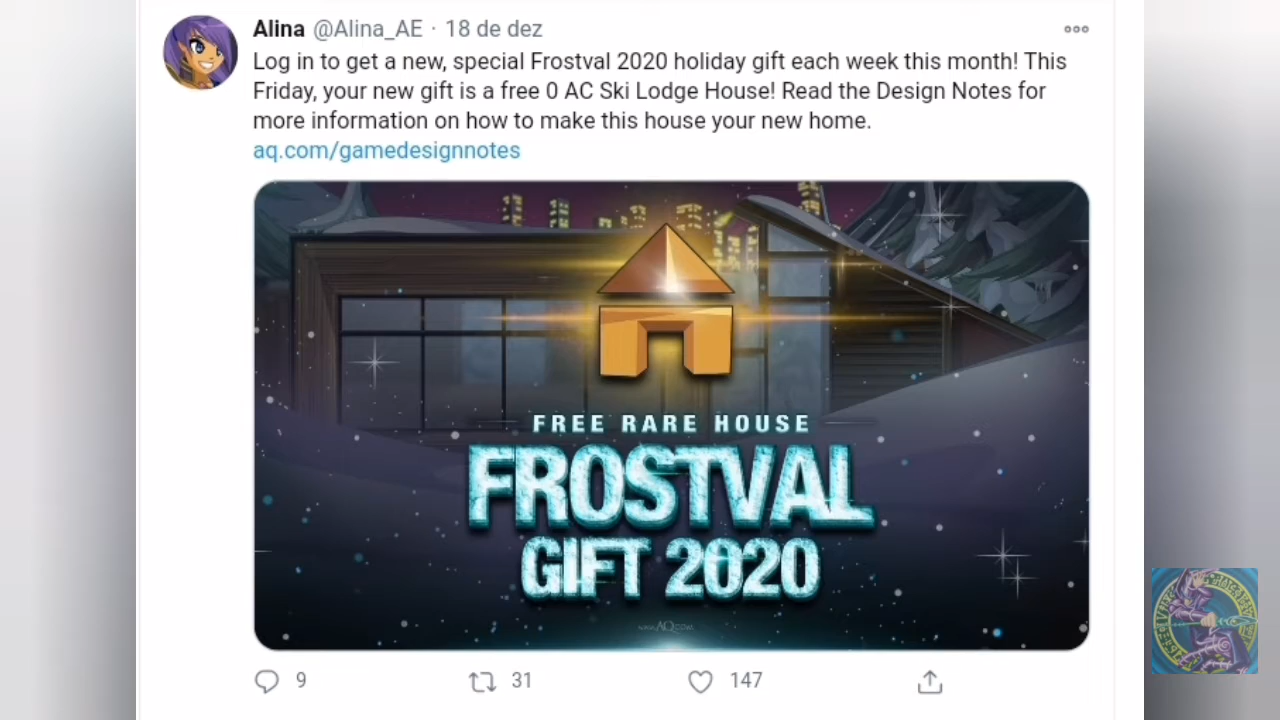 Alina @Alina_AE · 18 de dez
Log in to get a new, special Frostval 2020 holiday gift each week this month! This
Friday, your new gift is a free 0 AC Ski Lodge House! Read the Design Notes for
more information on how to make this house your new home.
aq.com/gamedesignnotes
FREE RARE HOUSE
FROSTVAL
GIFT 2020
www.AQ.com
9 31 147